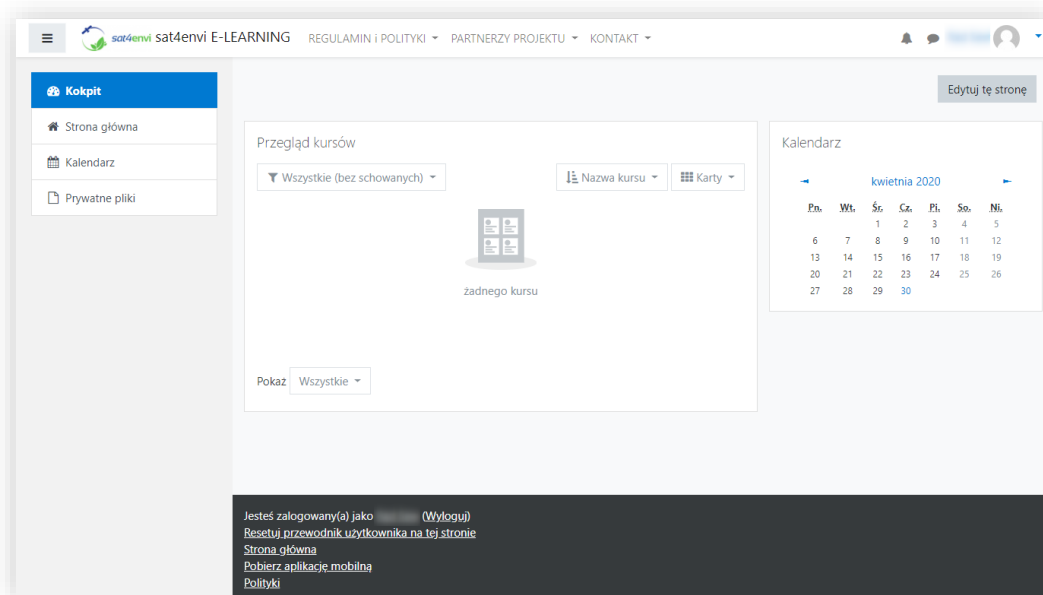 sat4envi sat4envi E-LEARNING REGULAMIN i POLITYKI PARTNERZY PROJEKTU KONTAKT
Kokpit
Strona główna
Kalendarz
Prywatne pliki
Edytuj tę stronę
Przegląd kursów
Wszystkie (bez schowanych) Nazwa kursu Karty
żadnego kursu
Pokaż Wszystkie
Kalendarz
kwietnia 2020
Pn. Wt. Śr. Cz. Pi. So. Ni.
1 2 3 4 5
6 7 8 9 10 11 12
13 14 15 16 17 18 19
20 21 22 23 24 25 26
27 28 29 30
Jesteś zalogowany(a) jako (Wyloguj)
Resetuj przewodnik użytkownika na tej stronie
Strona główna
Pobierz aplikację mobilną
Polityki